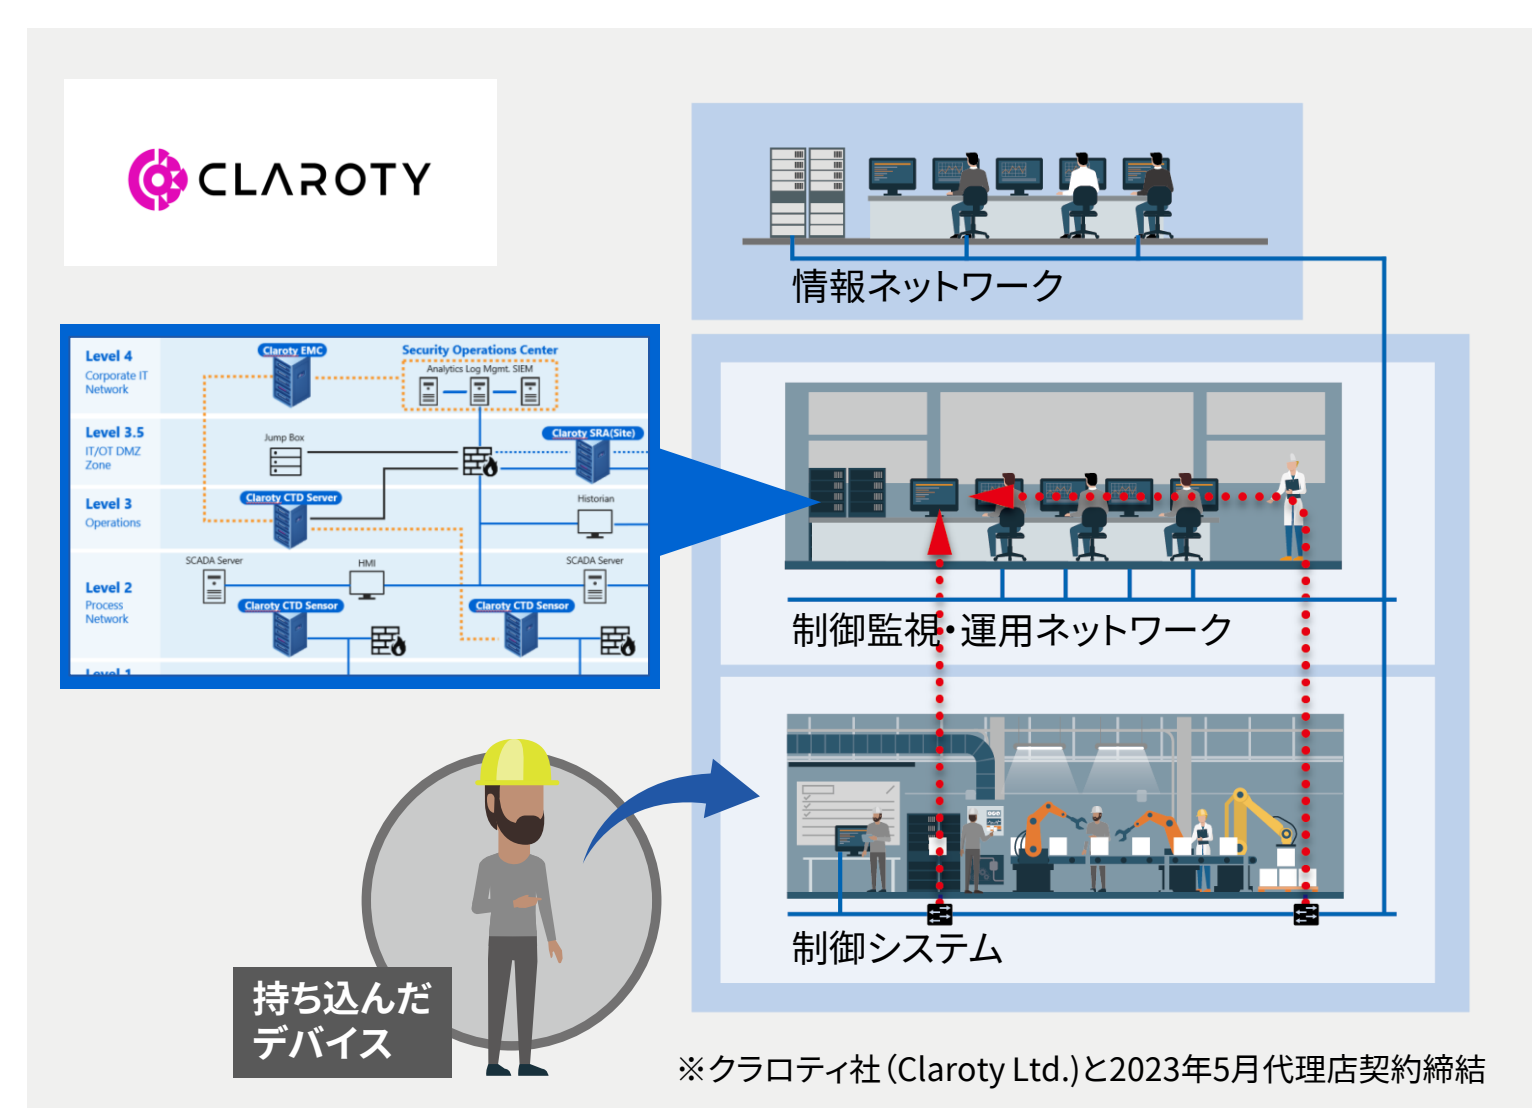 CLAROTY
情報ネットワーク
Level 4
Corporate IT
Network
Claroty EMC
Security Operations Center
Analytics Log Mgmt. SIEM
Level 3.5
IT/OT DMZ
Zone
Jump Box
Claroty SRA(Site)
Level 3
Operations
Claroty CTD Server
Historian
Level 2
Process
Network
SCADA Server
HMI
SCADA Server
Claroty CTD Sensor
Claroty CTD Sensor
Level 1
制御監視・運用ネットワーク
制御システム
持ち込んだ
デバイス
※クラロティ社(Claroty Ltd.)と2023年5月代理店契約締結